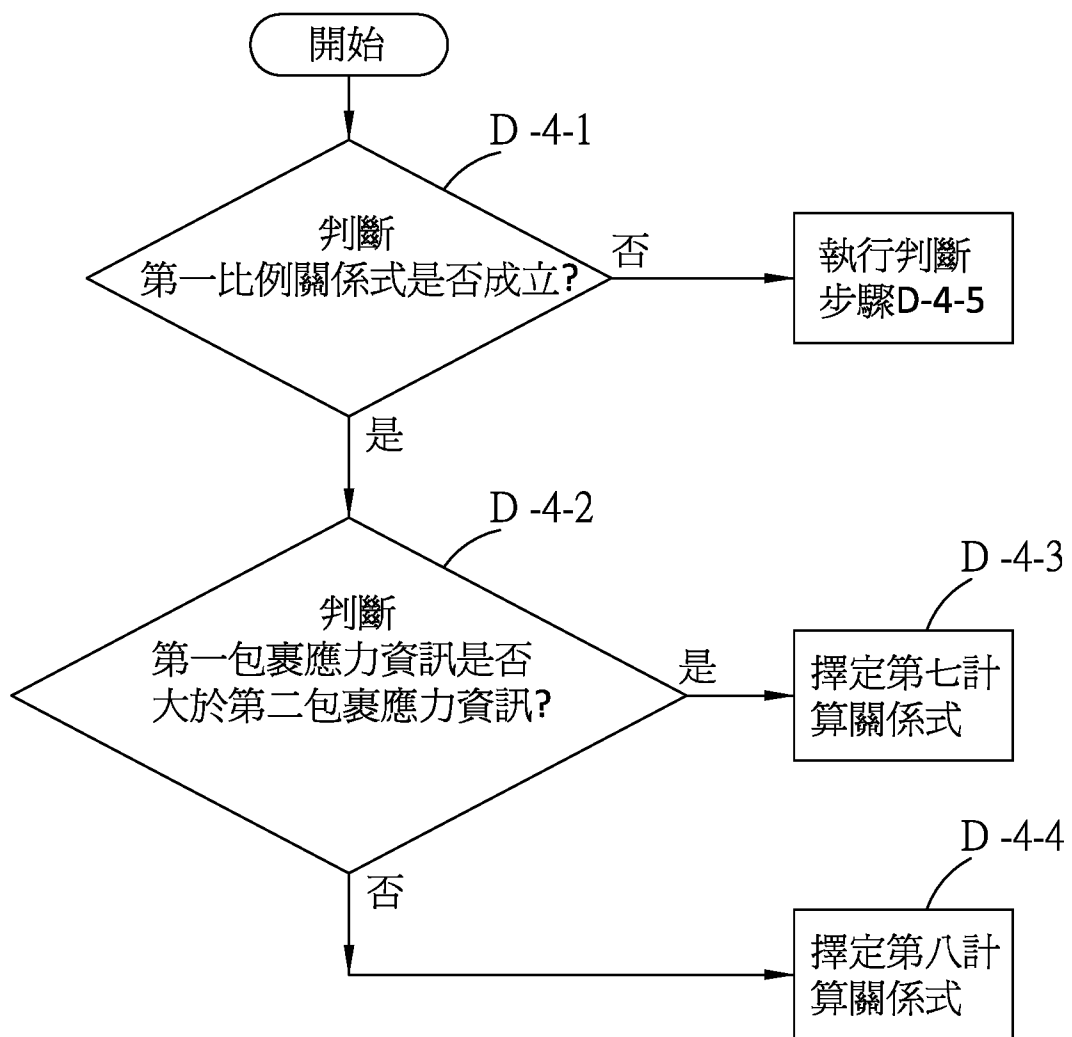 開始
D -4-1
判斷
第一比例關係式是否成立?
否
執行判斷
步驟D-4-5
是
D -4-2
判斷
第一包裹應力資訊是否
大於第二包裹應力資訊?
是
D -4-3
擇定第七計
算關係式
否
D -4-4
擇定第八計
算關係式